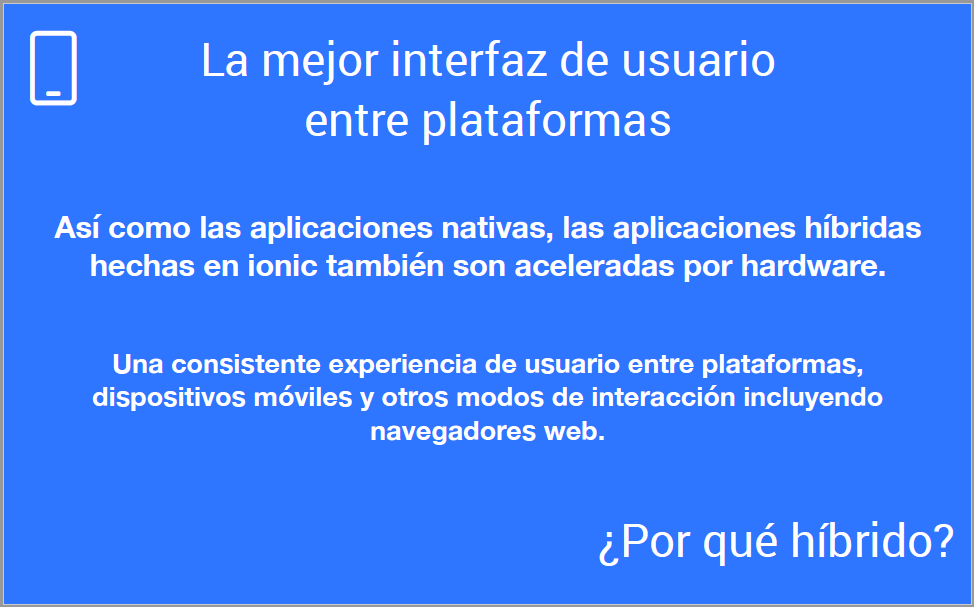 La mejor interfaz de usuario
entre plataformas
Así como las aplicaciones nativas, las aplicaciones híbridas
hechas en ionic también son aceleradas por hardware.
Una consistente experiencia de usuario entre plataformas,
dispositivos móviles y otros modos de interacción incluyendo
navegadores web.
¿Por qué híbrido?